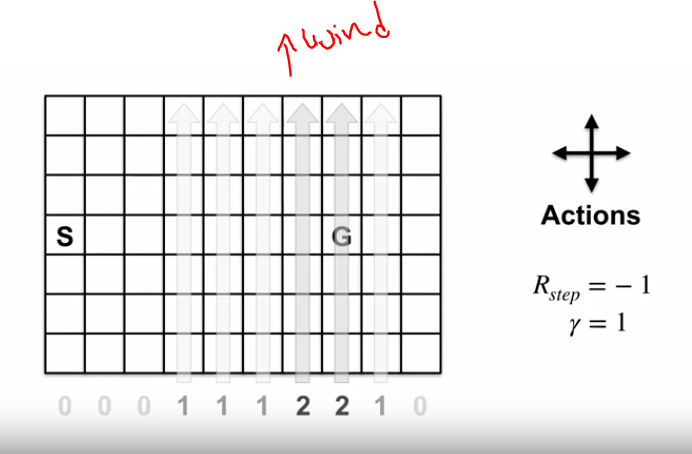 ↑wind
S
G
Actions
R_step = − 1
γ = 1
0 0 0 1 1 1 2 2 1 0